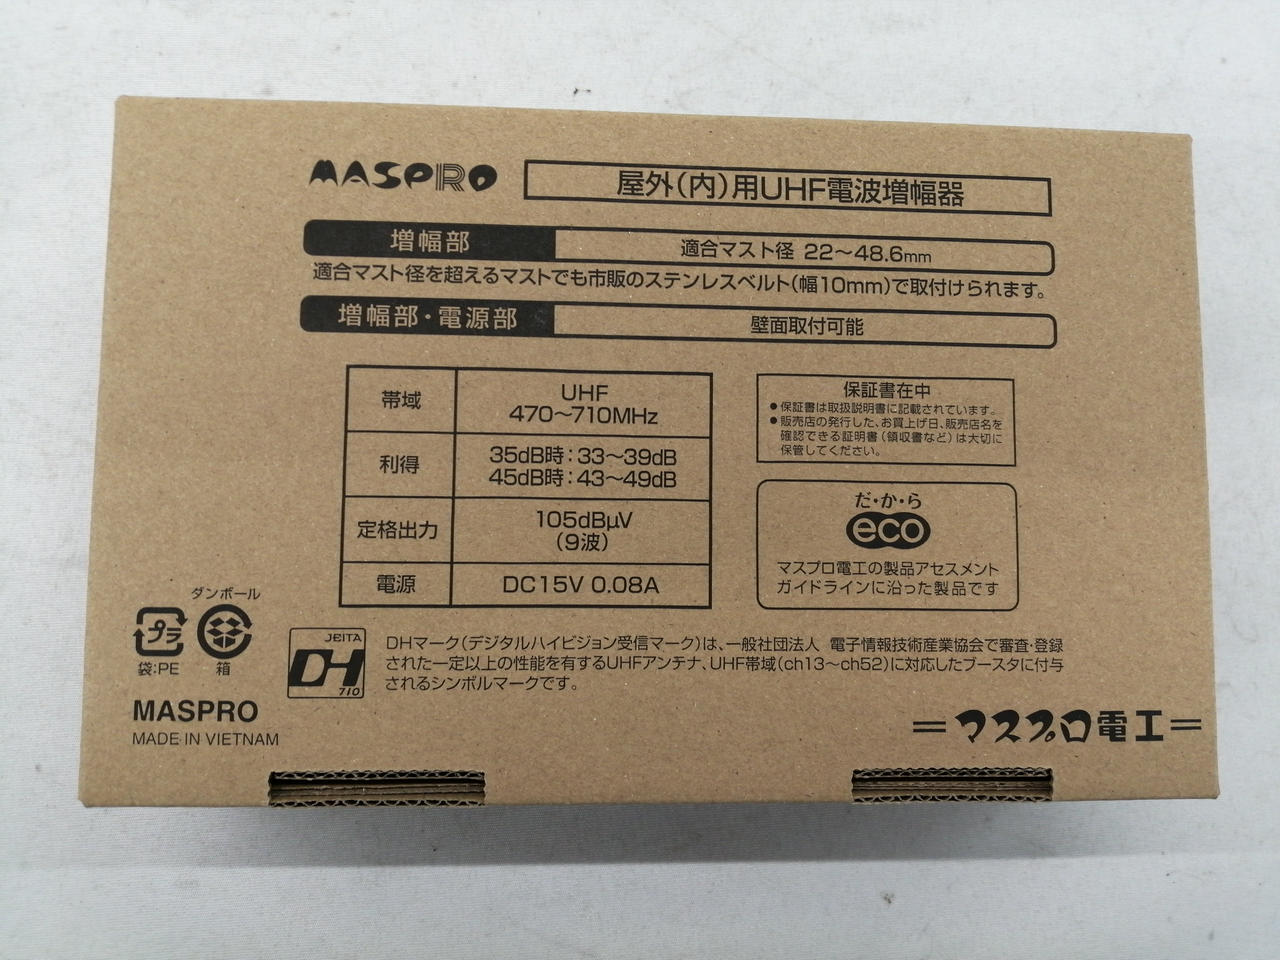 MASPRO
屋外(内)用UHF電波増幅器
増幅部
適合マスト径 22〜48.6mm
適合マスト径を超えるマストでも市販のステンレスベルト(幅10mm)で取付けられます。
増幅部・電源部
壁面取付可能
帯域
UHF
470〜710MHz
利得
35dB時:33〜39dB
45dB時:43〜49dB
定格出力
105dBμV
(9波)
電源
DC15V 0.08A
保証書在中
●保証書は取扱説明書に記載されています。
●販売店の発行した、お買上げ日、販売店名を
確認できる証明書(領収書など)は大切に
保管してください。
だ・か・ら
eco
マスプロ電工の製品アセスメント
ガイドラインに沿った製品です
ダンボール
プラ
袋:PE
箱
JEITA
DH
710
DHマーク(デジタルハイビジョン受信マーク)は、一般社団法人 電子情報技術産業協会で審査・登録
された一定以上の性能を有するUHFアンテナ、UHF帯域(ch13〜ch52)に対応したブースタに付与
されるシンボルマークです。
MASPRO
MADE IN VIETNAM
=マスプロ電工=